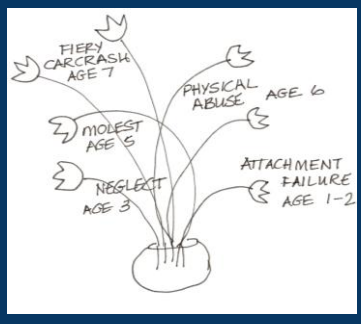 FIERY
CARCRASH
AGE 7
PHYSICAL
ABUSE AGE 6
MOLEST
AGE 5
NEGLECT
AGE 3
ATTACHMENT
FAILURE
AGE 1-2